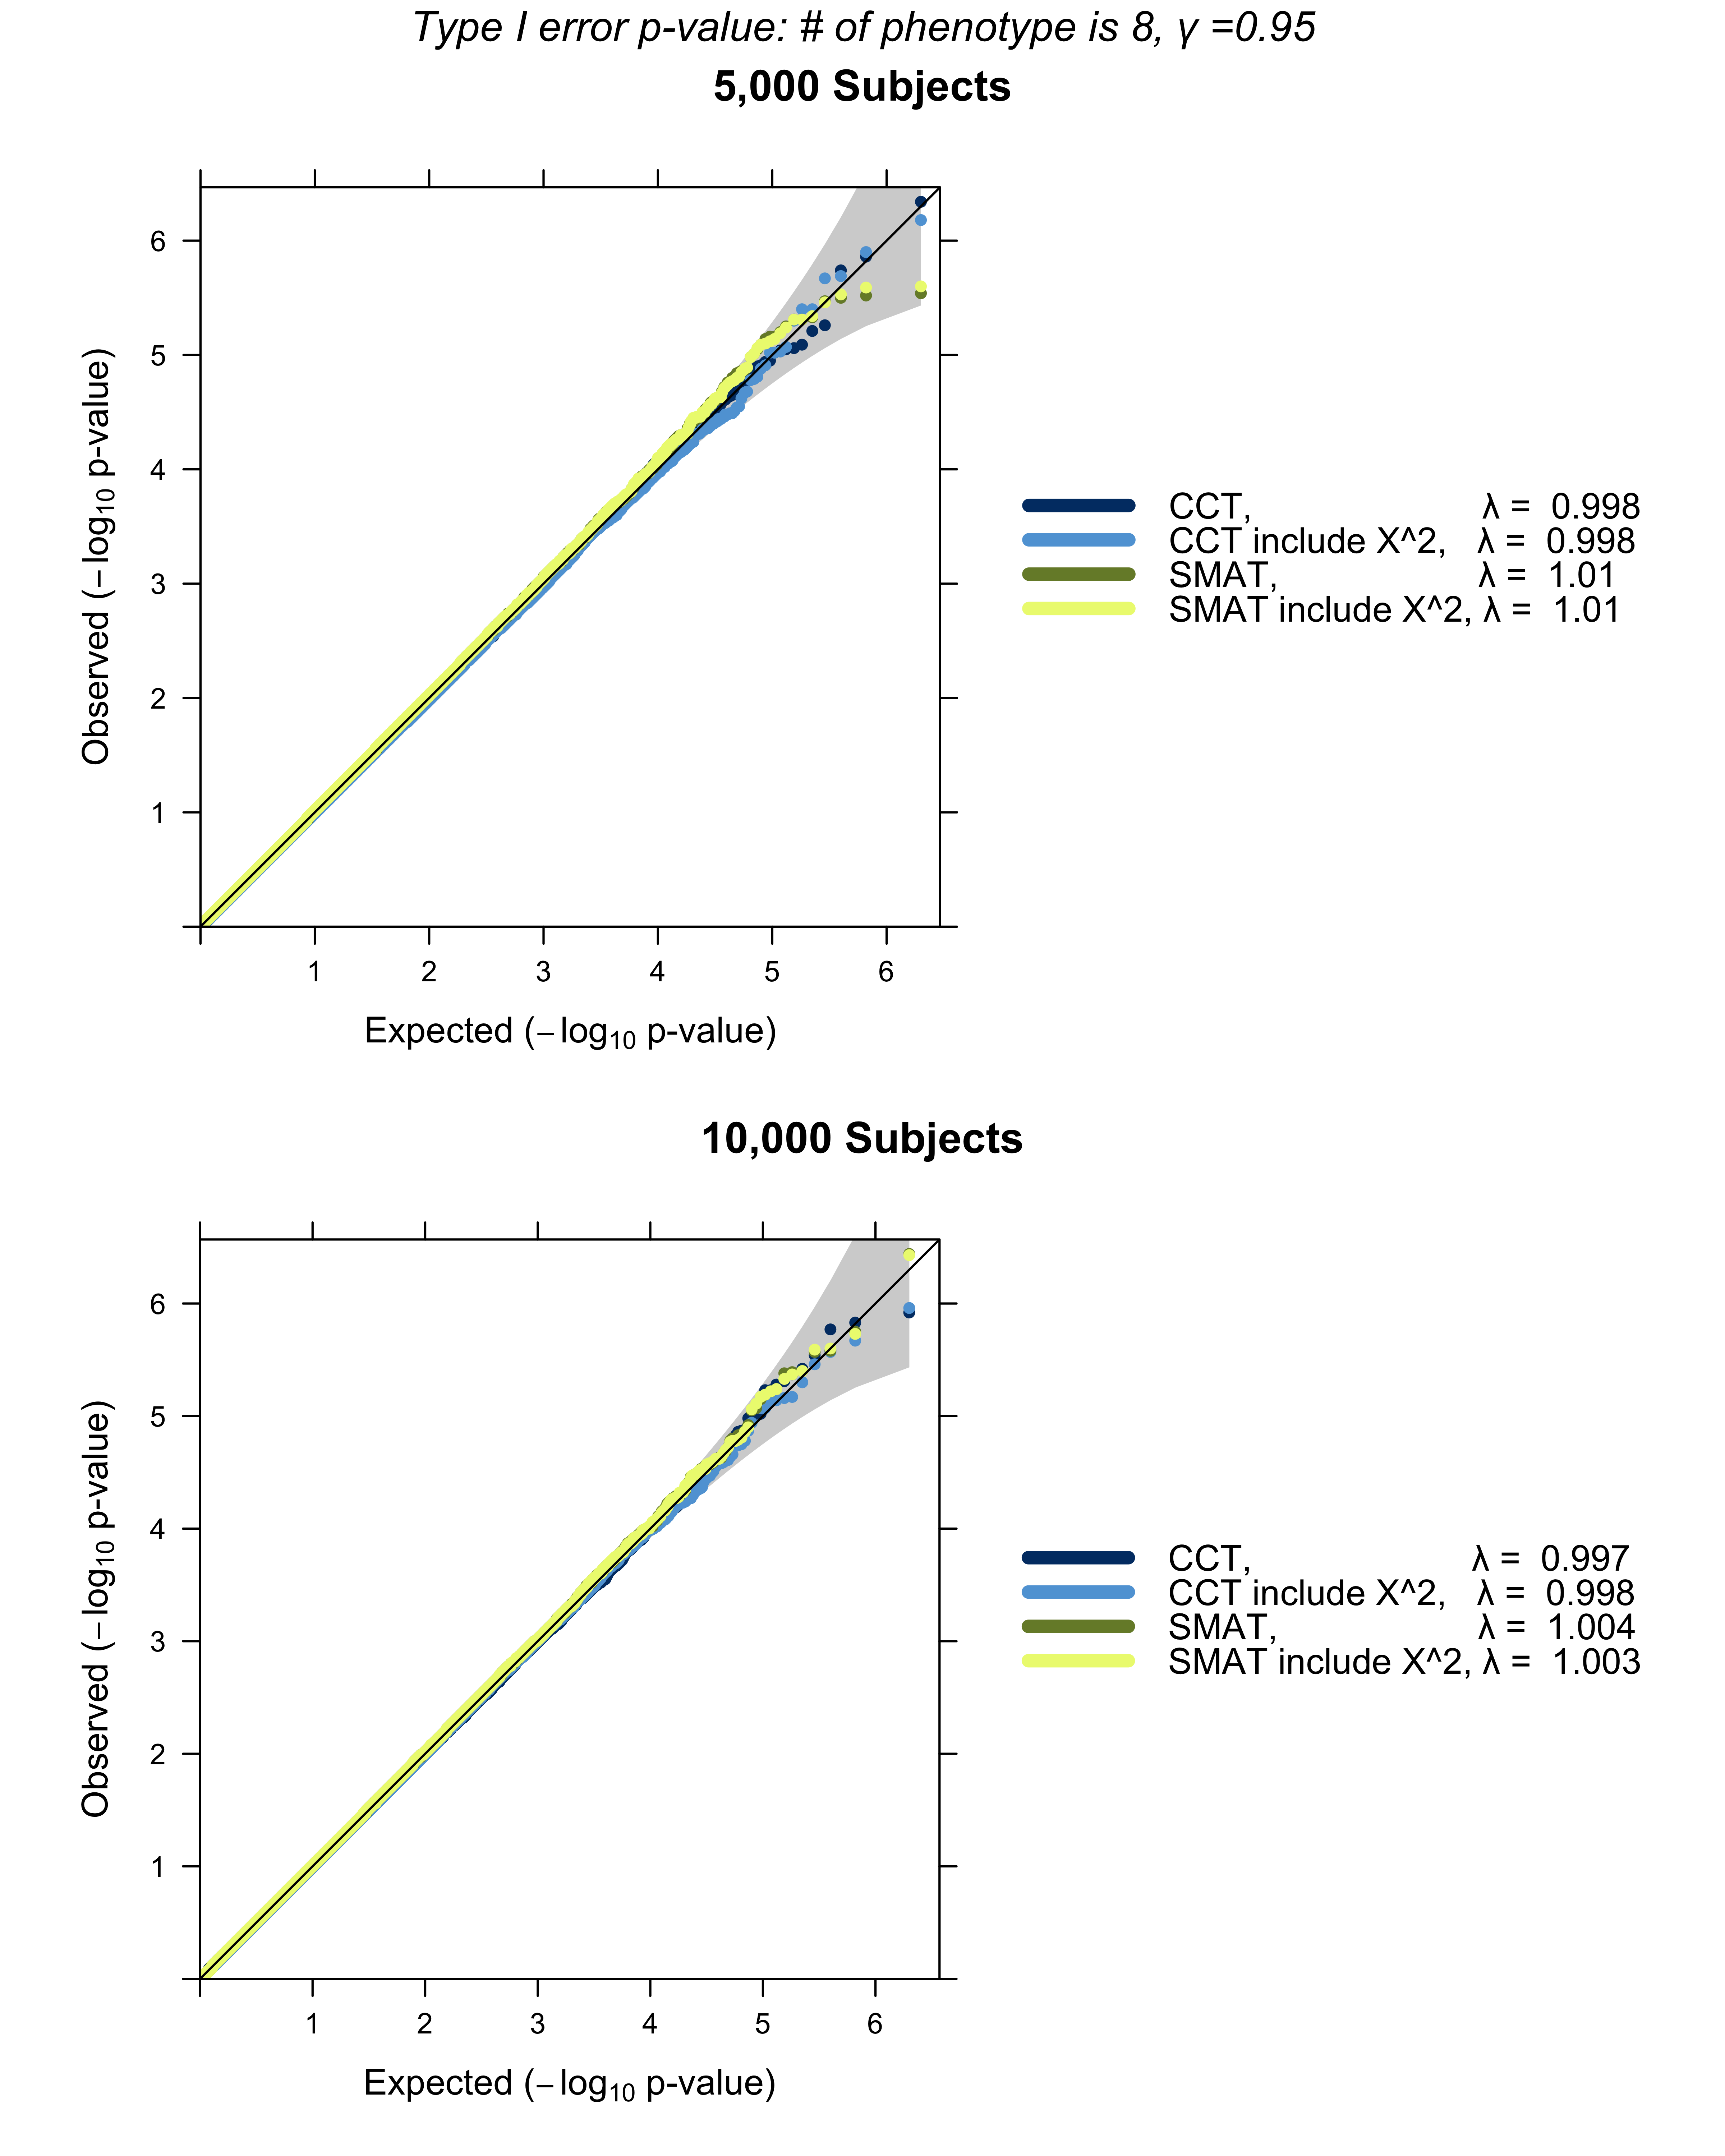 Type I error p-value: # of phenotype is 8, γ =0.95
5,000 Subjects
6
5
4
3
2
1
Observed (−log10 p-value)
1 2 3 4 5 6
Expected (−log10 p-value)
CCT, λ = 0.998
CCT include X^2, λ = 0.998
SMAT, λ = 1.01
SMAT include X^2, λ = 1.01
10,000 Subjects
6
5
4
3
2
1
Observed (−log10 p-value)
1 2 3 4 5 6
Expected (−log10 p-value)
CCT, λ = 0.997
CCT include X^2, λ = 0.998
SMAT, λ = 1.004
SMAT include X^2, λ = 1.003